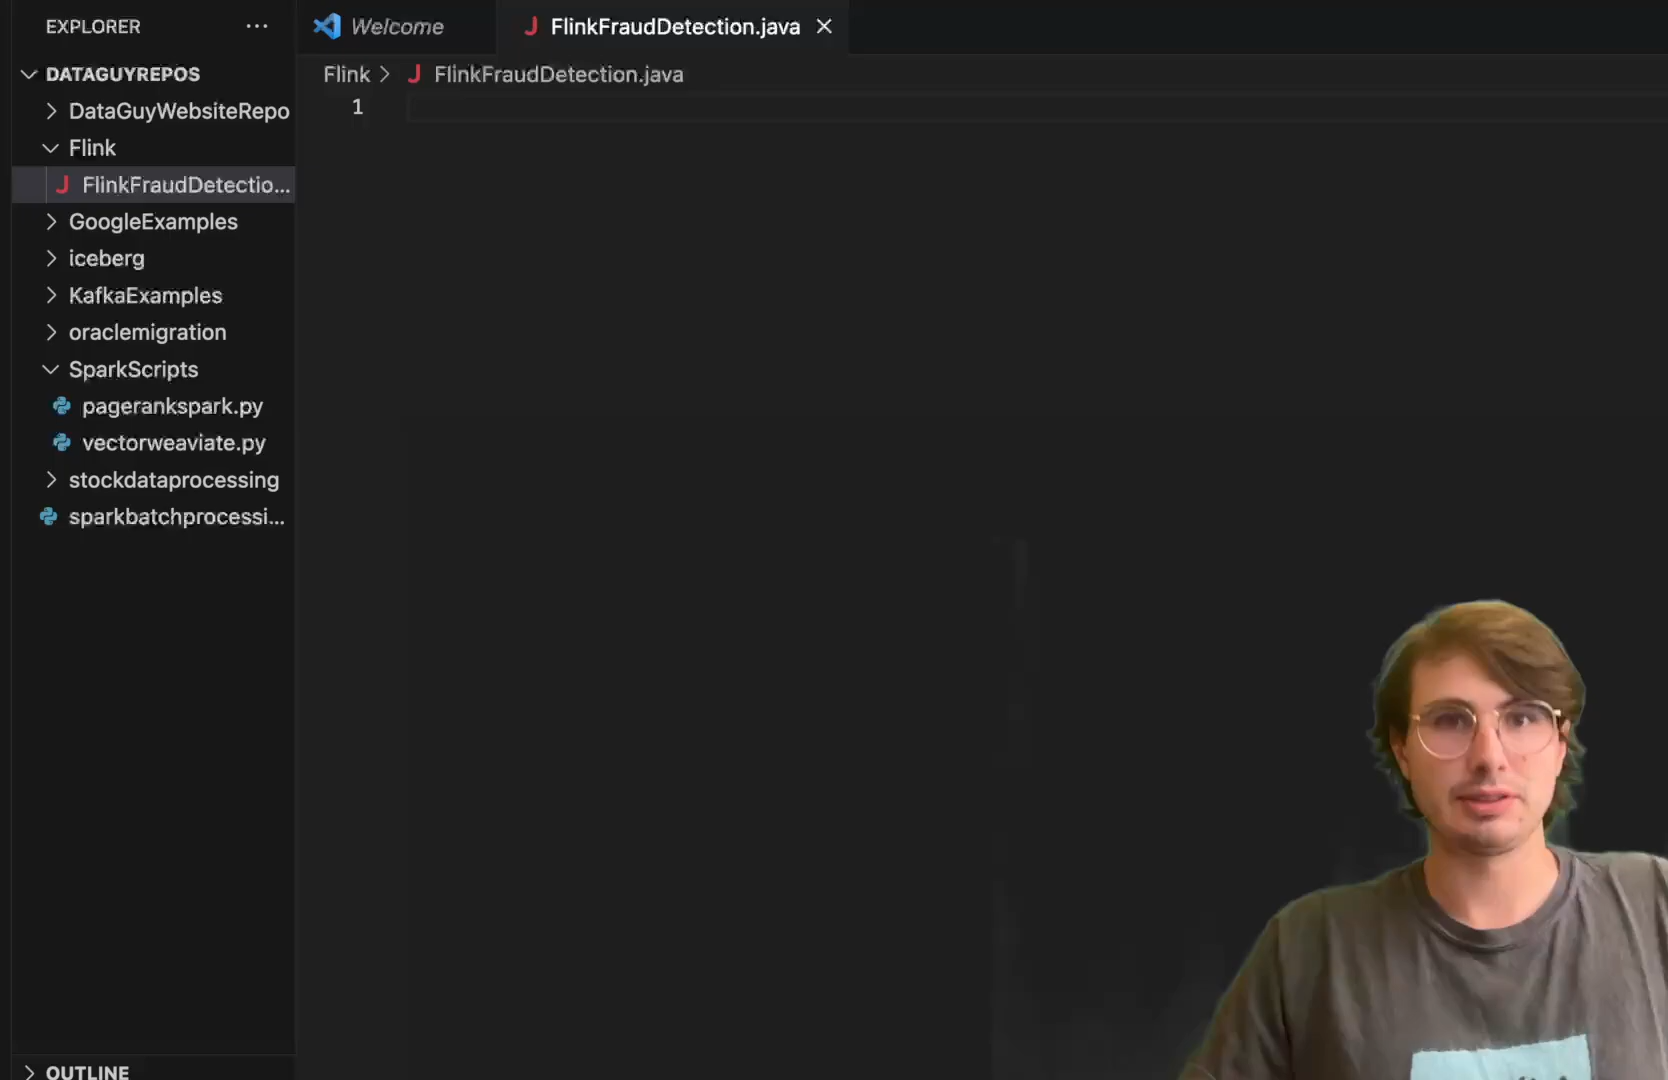 EXPLORER ...
Welcome
FlinkFraudDetection.java
DATAGUYREPOS
Flink > FlinkFraudDetection.java
1
DataGuyWebsiteRepo
Flink
FlinkFraudDetectio...
GoogleExamples
iceberg
KafkaExamples
oraclemigration
SparkScripts
pagerankspark.py
vectorweaviate.py
stockdataprocessing
sparkbatchprocessi...
OUTLINE